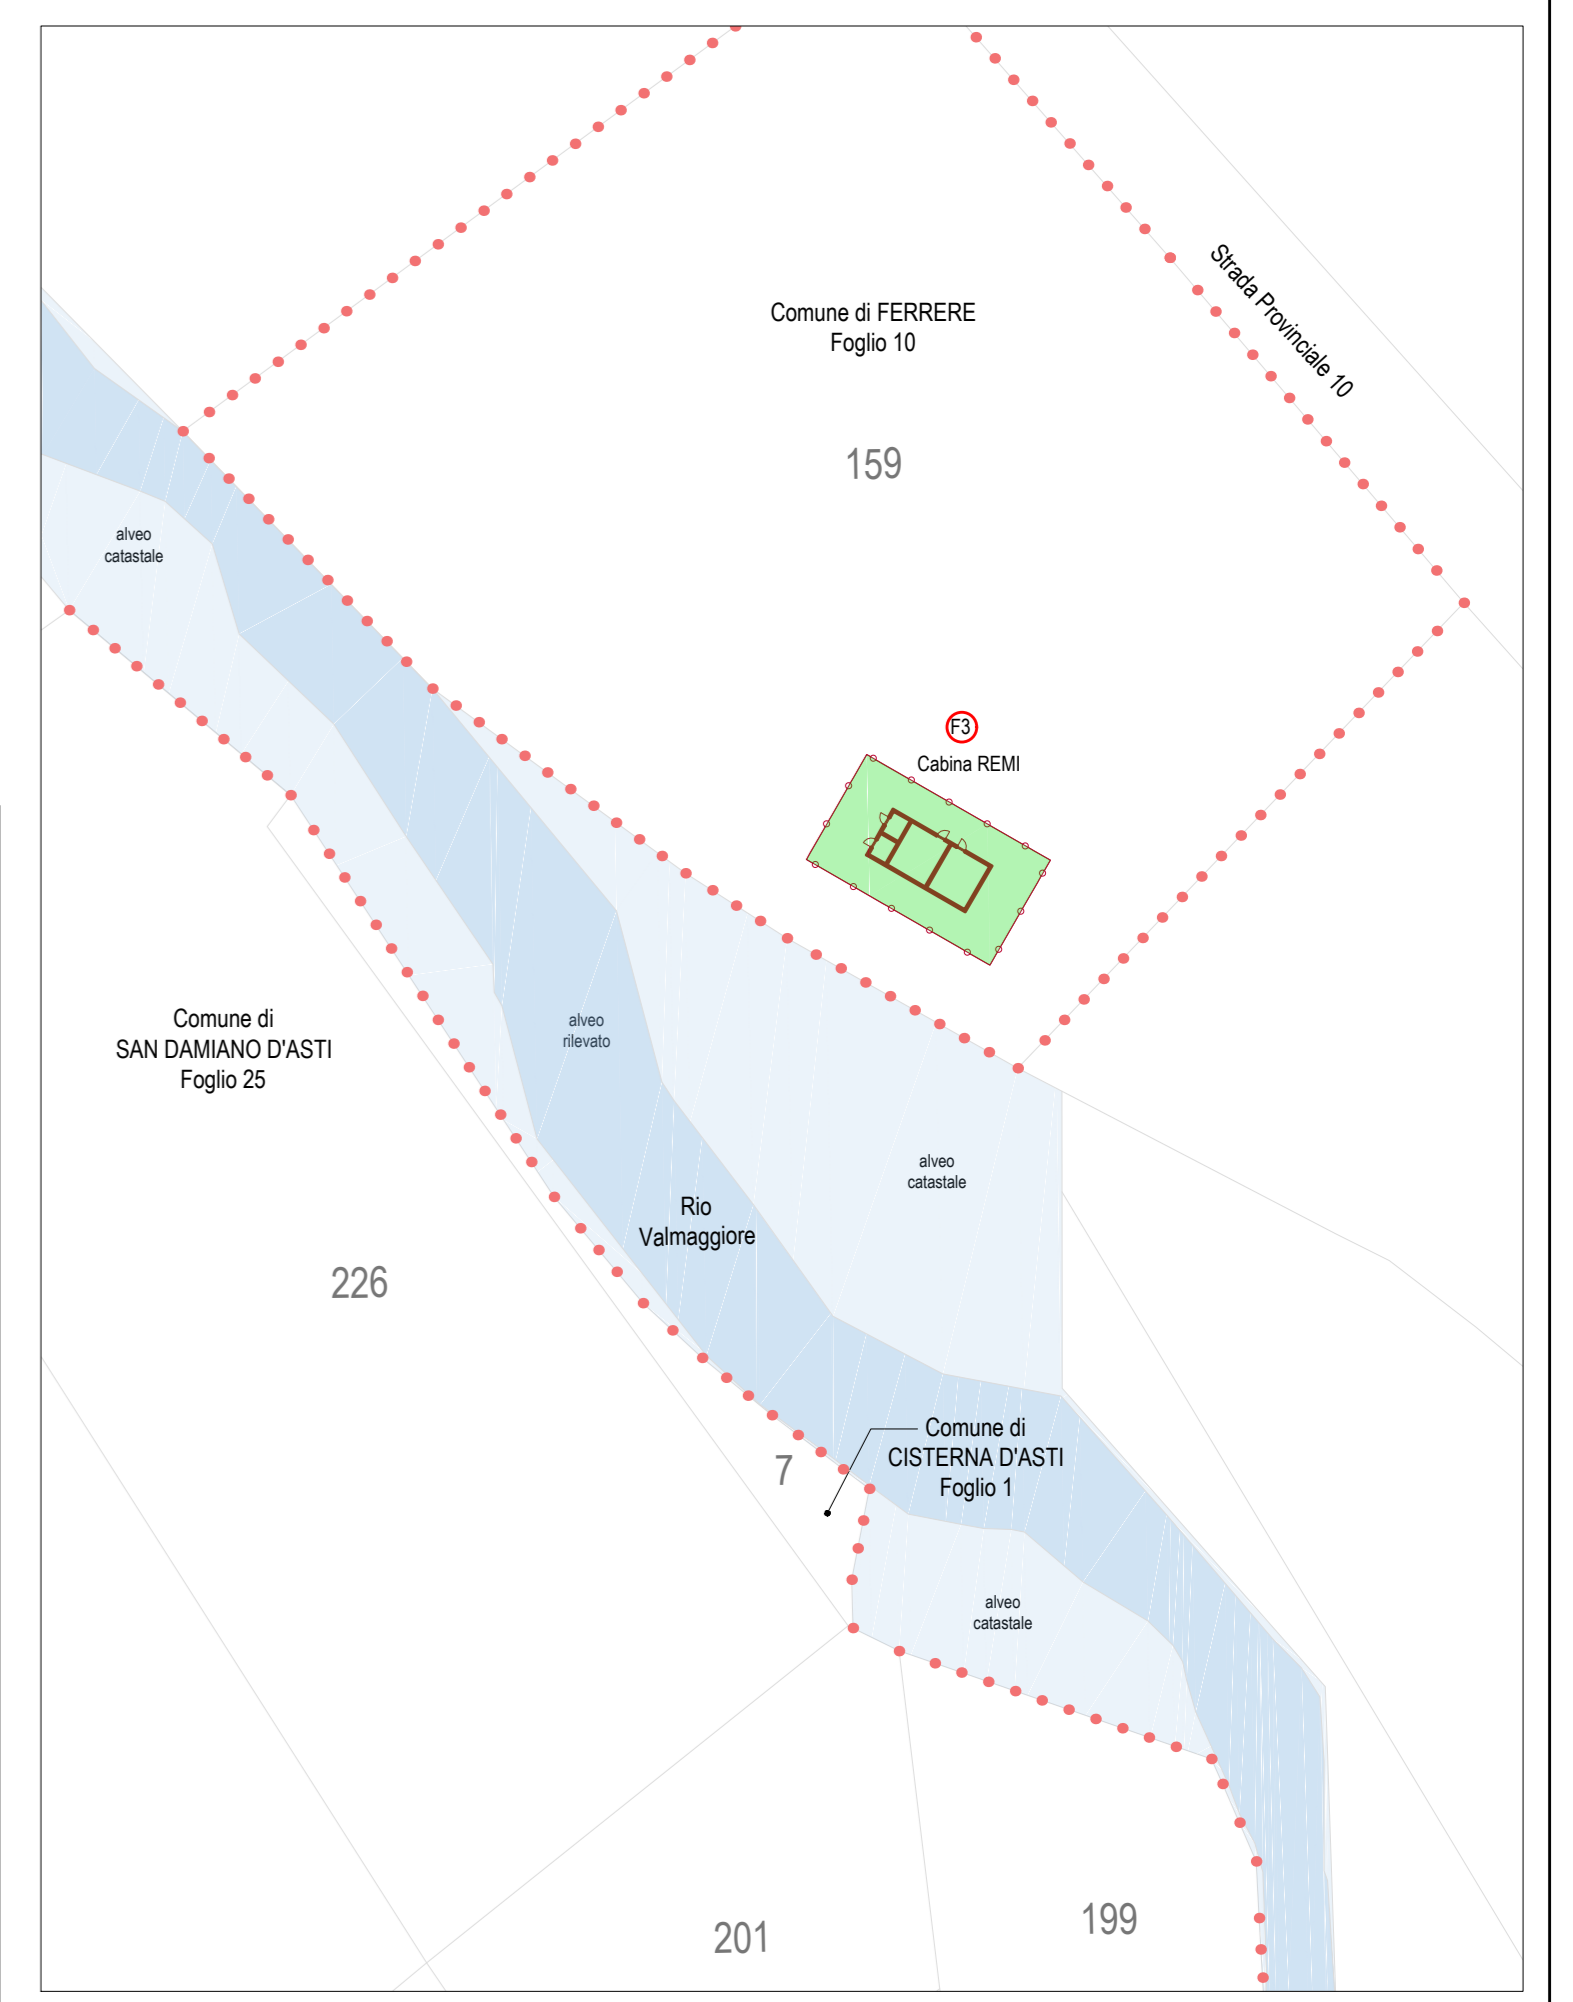 Strada Provinciale 10
Comune di FERRERE
Foglio 10
159
alveo
catastale
F3
Cabina REMI
Comune di
SAN DAMIANO D'ASTI
Foglio 25
alveo
rilevato
alveo
catastale
Rio
Valmaggiore
226
Comune di
CISTERNA D'ASTI
Foglio 1
7
alveo
catastale
201
199